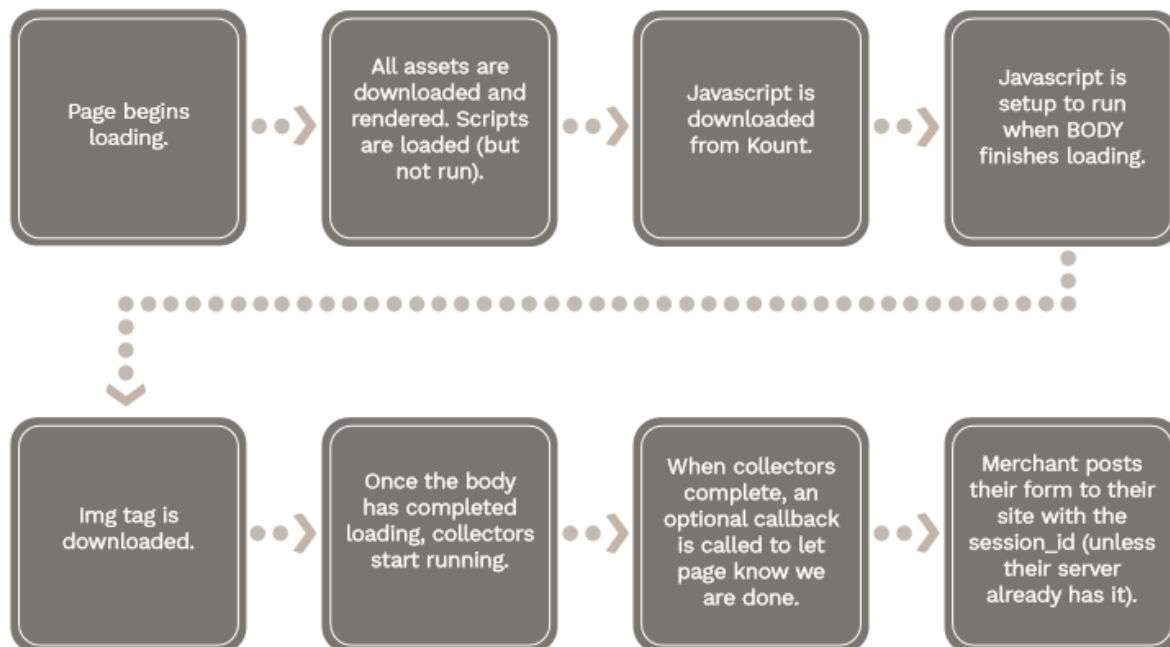 Page begins
loading.
All assets are
downloaded and
rendered. Scripts
are loaded (but
not run).
Javascript is
downloaded
from Kount.
Javascript is
setup to run
when BODY
finishes loading.
Img tag is
downloaded.
Once the body
has completed
loading, collectors
start running.
When collectors
complete, an
optional callback
is called to let
page know we
are done.
Merchant posts
their form to their
site with the
session_id (unless
their server
already has it).